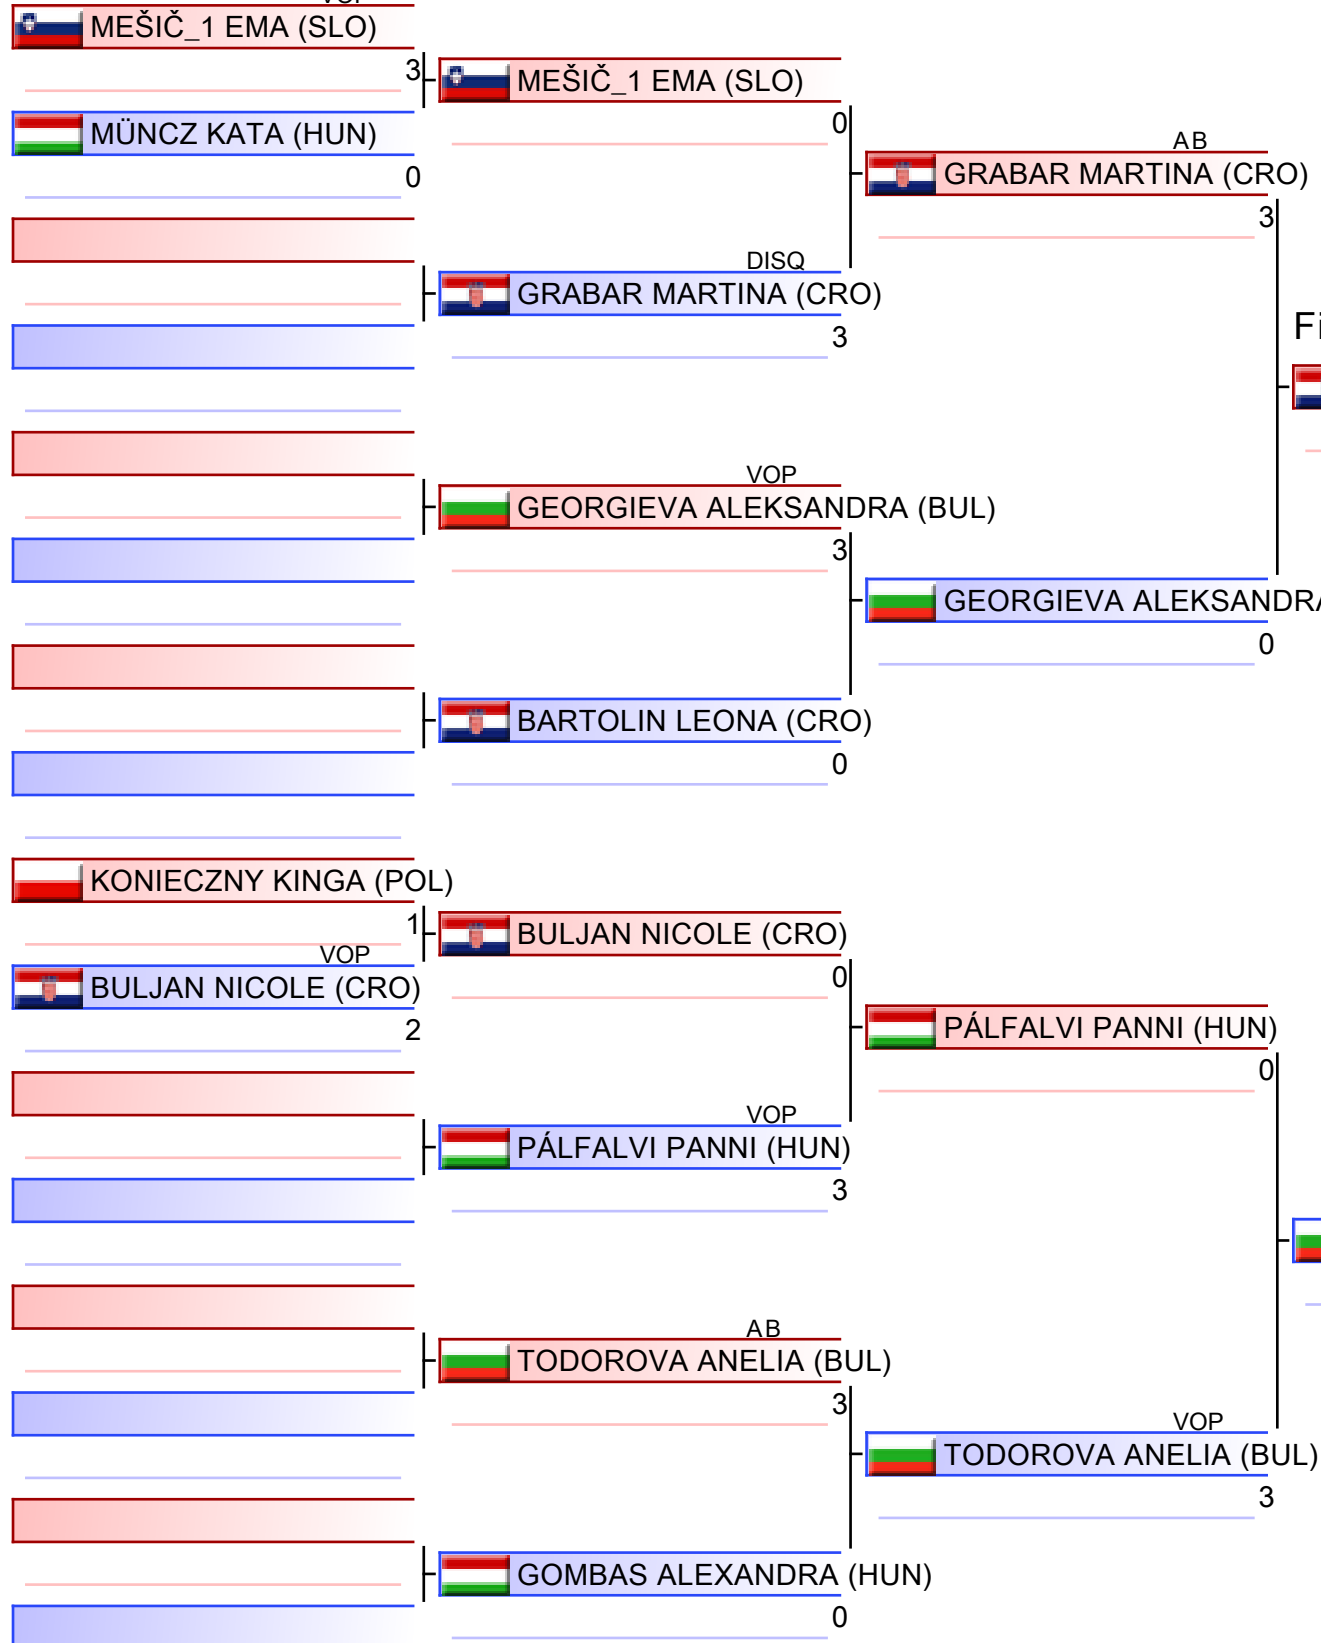 MEŠIČ_1 EMA (SLO)
3
MÜNCZ KATA (HUN)
0
KONIECZNY KINGA (POL)
1
VOP
BULJAN NICOLE (CRO)
2
MEŠIČ_1 EMA (SLO)
0
DISQ
GRABAR MARTINA (CRO)
3
VOP
GEORGIEVA ALEKSANDRA (BUL)
3
BARTOLIN LEONA (CRO)
0
BULJAN NICOLE (CRO)
0
VOP
PÁLFALVI PANNI (HUN)
3
AB
TODOROVA ANELIA (BUL)
3
GOMBAS ALEXANDRA (HUN)
0
AB
GRABAR MARTINA (CRO)
3
GEORGIEVA ALEKSANDRA
0
PÁLFALVI PANNI (HUN)
0
VOP
TODOROVA ANELIA (BUL)
3